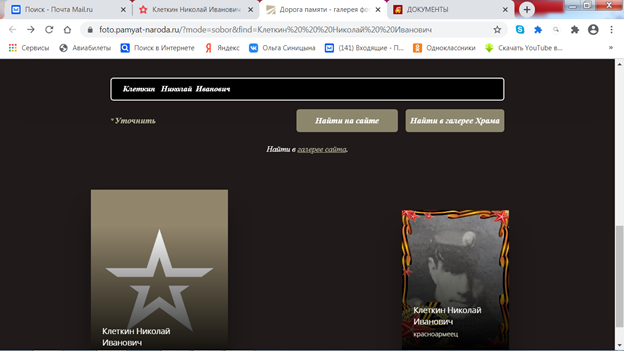 Поиск - Почта Mail.ru
Клеткин Николай Иванович
Дорога памяти - галерея фо
ДОКУМЕНТЫ
foto.pamyat-naroda.ru/?mode=sobor&find=Клеткин%20%20%20Николай%20%20Иванович
Сервисы Авиабилеты Поиск в Интернете Яндекс Ольга Синицына (141) Входящие - П... Одноклассники Скачать YouTube в...
Клеткин Николай Иванович
*Уточнить Найти на сайте Найти в галерее Храма
Найти в галерее сайта.
Клеткин Николай
Иванович
Клеткин Николай
Иванович
красноармеец